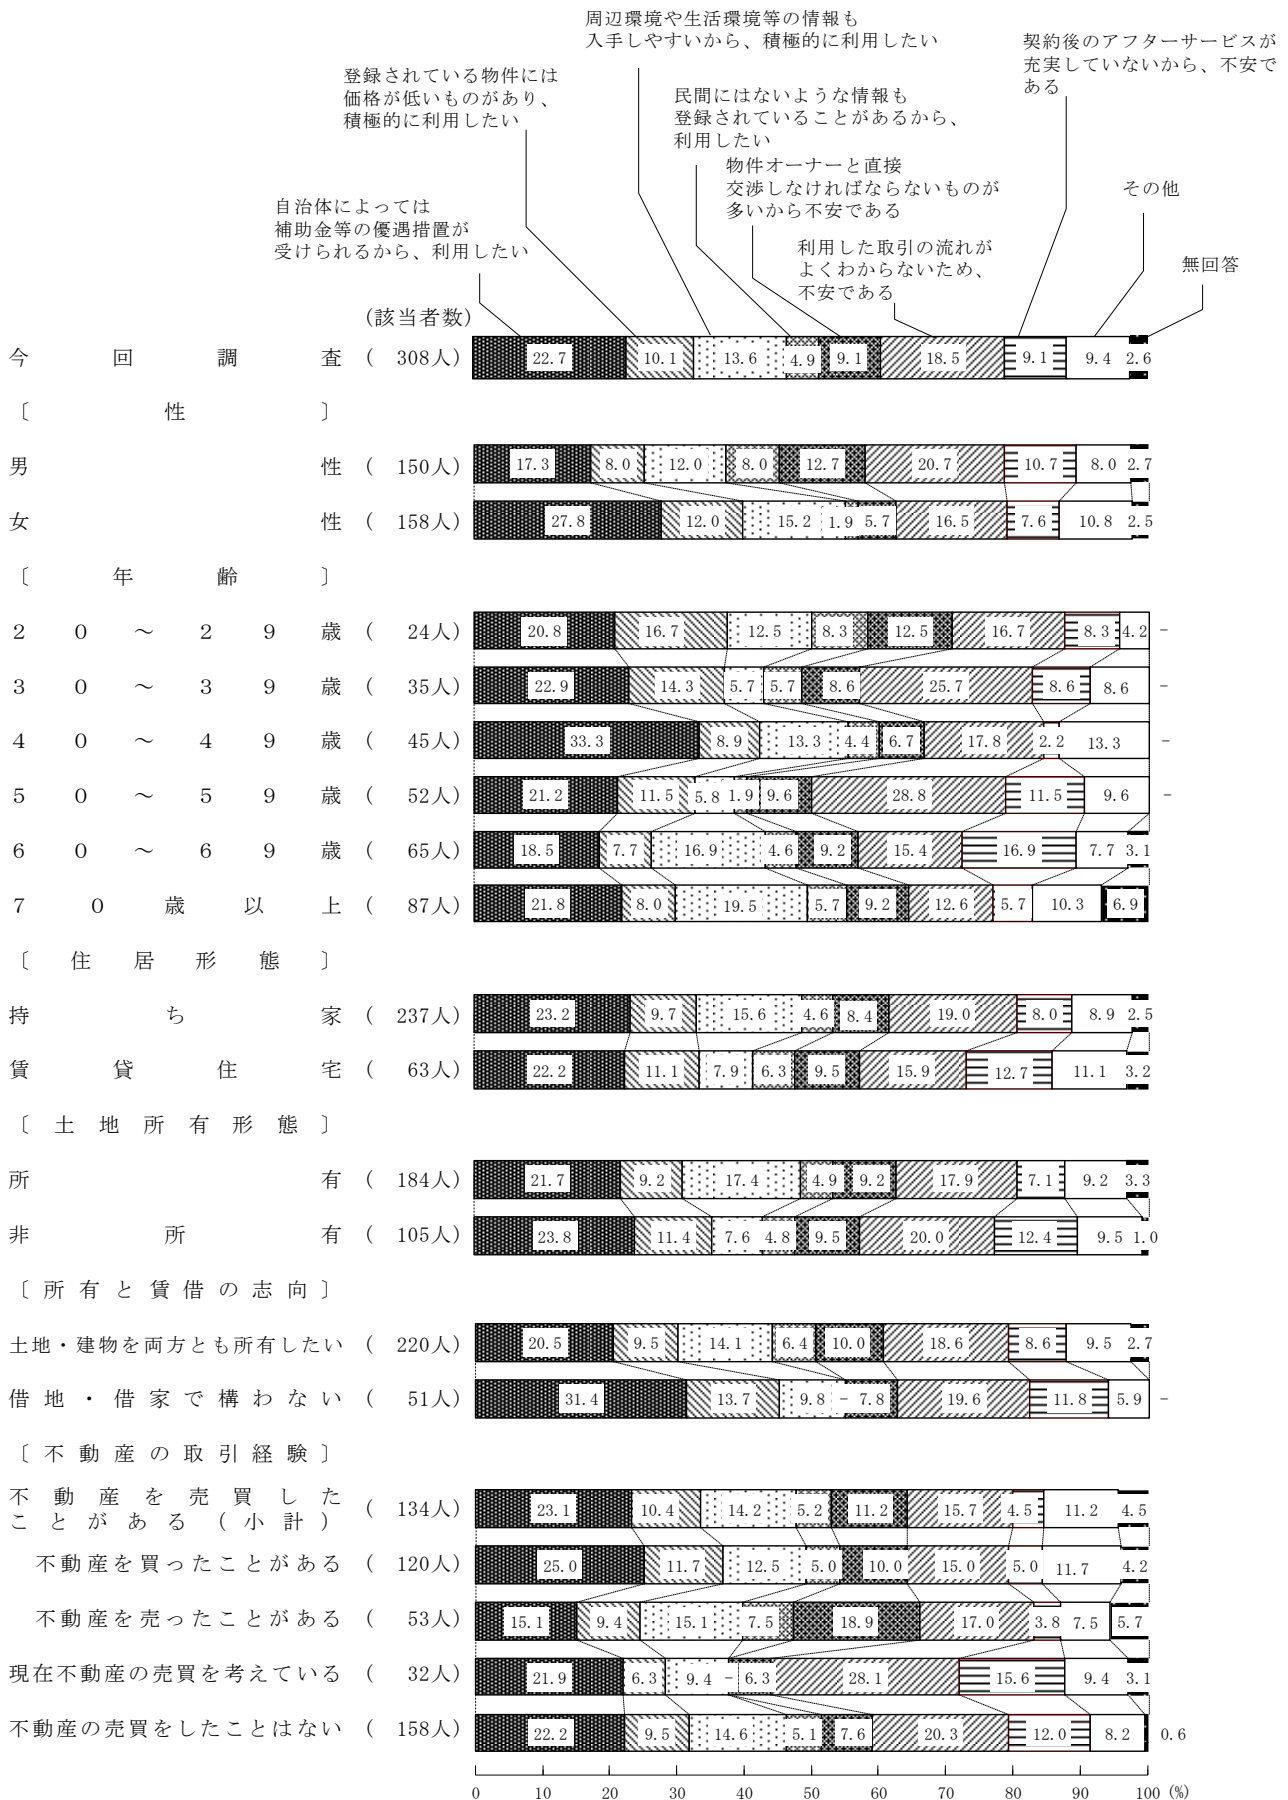 周辺環境や生活環境等の情報も
入手しやすいから、積極的に利用したい
契約後のアフターサービスが
充実していないから、不安で
ある
登録されている物件には
価格が低いものがあり、
積極的に利用したい
民間にはないような情報も
登録されていることがあるから、
利用したい
物件オーナーと直接
交渉しなければならないものが
多いから不安である
その他
自治体によっては
補助金等の優遇措置が
受けられるから、利用したい
利用した取引の流れが
よくわからないため、
不安である
無回答
(該当者数)
今回調査 ( 308人) 22.7 10.1 13.6 4.9 9.1 18.5 9.1 9.4 2.6
〔性〕
男性 ( 150人) 17.3 8.0 12.0 8.0 12.7 20.7 10.7 8.0 2.7
女性 ( 158人) 27.8 12.0 15.2 1.9 5.7 16.5 7.6 10.8 2.5
〔年齢〕
20～29歳 ( 24人) 20.8 16.7 12.5 8.3 12.5 16.7 8.3 4.2 -
30～39歳 ( 35人) 22.9 14.3 5.7 5.7 8.6 25.7 8.6 8.6 -
40～49歳 ( 45人) 33.3 8.9 13.3 4.4 6.7 17.8 2.2 13.3 -
50～59歳 ( 52人) 21.2 11.5 5.8 1.9 9.6 28.8 11.5 9.6 -
60～69歳 ( 65人) 18.5 7.7 16.9 4.6 9.2 15.4 16.9 7.7 3.1
70歳以上 ( 87人) 21.8 8.0 19.5 5.7 9.2 12.6 5.7 10.3 6.9
〔住居形態〕
持ち家 ( 237人) 23.2 9.7 15.6 4.6 8.4 19.0 8.0 8.9 2.5
賃貸住宅 ( 63人) 22.2 11.1 7.9 6.3 9.5 15.9 12.7 11.1 3.2
〔土地所有形態〕
所有 ( 184人) 21.7 9.2 17.4 4.9 9.2 17.9 7.1 9.2 3.3
非所有 ( 105人) 23.8 11.4 7.6 4.8 9.5 20.0 12.4 9.5 1.0
〔所有と賃借の志向〕
土地・建物を両方とも所有したい ( 220人) 20.5 9.5 14.1 6.4 10.0 18.6 8.6 9.5 2.7
借地・借家で構わない ( 51人) 31.4 13.7 9.8 - 7.8 19.6 11.8 5.9 -
〔不動産の取引経験〕
不動産を売買した
ことがある（小計） ( 134人) 23.1 10.4 14.2 5.2 11.2 15.7 4.5 11.2 4.5
不動産を買ったことがある ( 120人) 25.0 11.7 12.5 5.0 10.0 15.0 5.0 11.7 4.2
不動産を売ったことがある ( 53人) 15.1 9.4 15.1 7.5 18.9 17.0 3.8 7.5 5.7
現在不動産の売買を考えている ( 32人) 21.9 6.3 9.4 - 6.3 28.1 15.6 9.4 3.1
不動産の売買をしたことはない ( 158人) 22.2 9.5 14.6 5.1 7.6 20.3 12.0 8.2 0.6
0 10 20 30 40 50 60 70 80 90 100 (%)